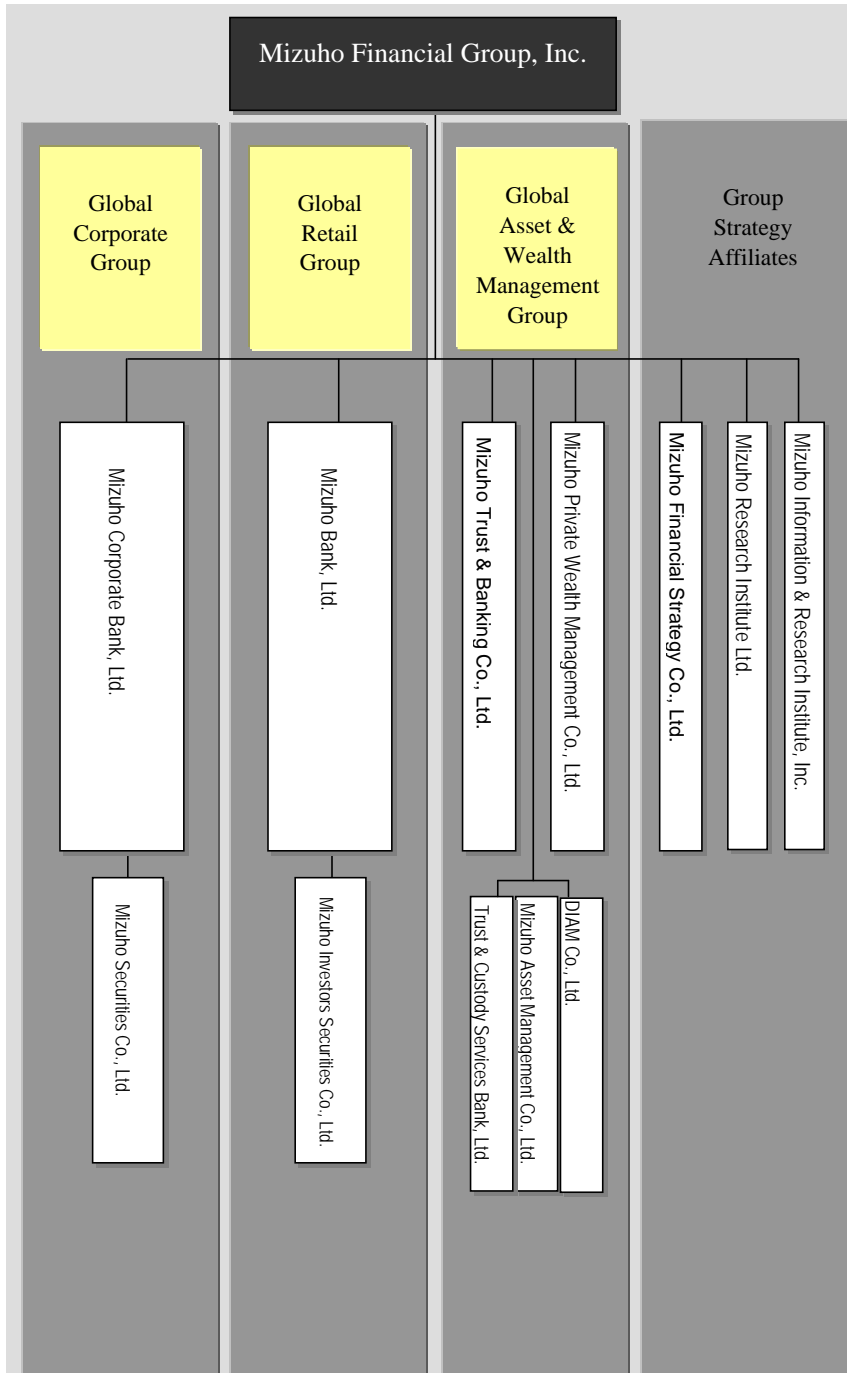 Mizuho Financial Group, Inc.
Global
Corporate
Group
Global
Retail
Group
Global
Asset &
Wealth
Management
Group
Group
Strategy
Affiliates
Mizuho Corporate Bank, Ltd.
Mizuho Bank, Ltd.
Mizuho Trust & Banking Co., Ltd.
Mizuho Private Wealth Management Co., Ltd.
Mizuho Financial Strategy Co., Ltd.
Mizuho Research Institute Ltd.
Mizuho Information & Research Institute, Inc.
Mizuho Securities Co., Ltd.
Mizuho Investors Securities Co., Ltd.
Trust & Custody Services Bank, Ltd.
Mizuho Asset Management Co., Ltd.
DIAM Co., Ltd.